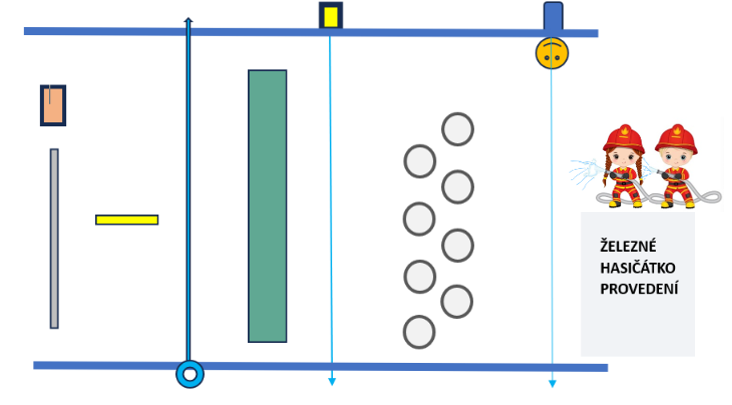 ŽELEZNÉ
HASIČÁTKO
PROVEDENÍ